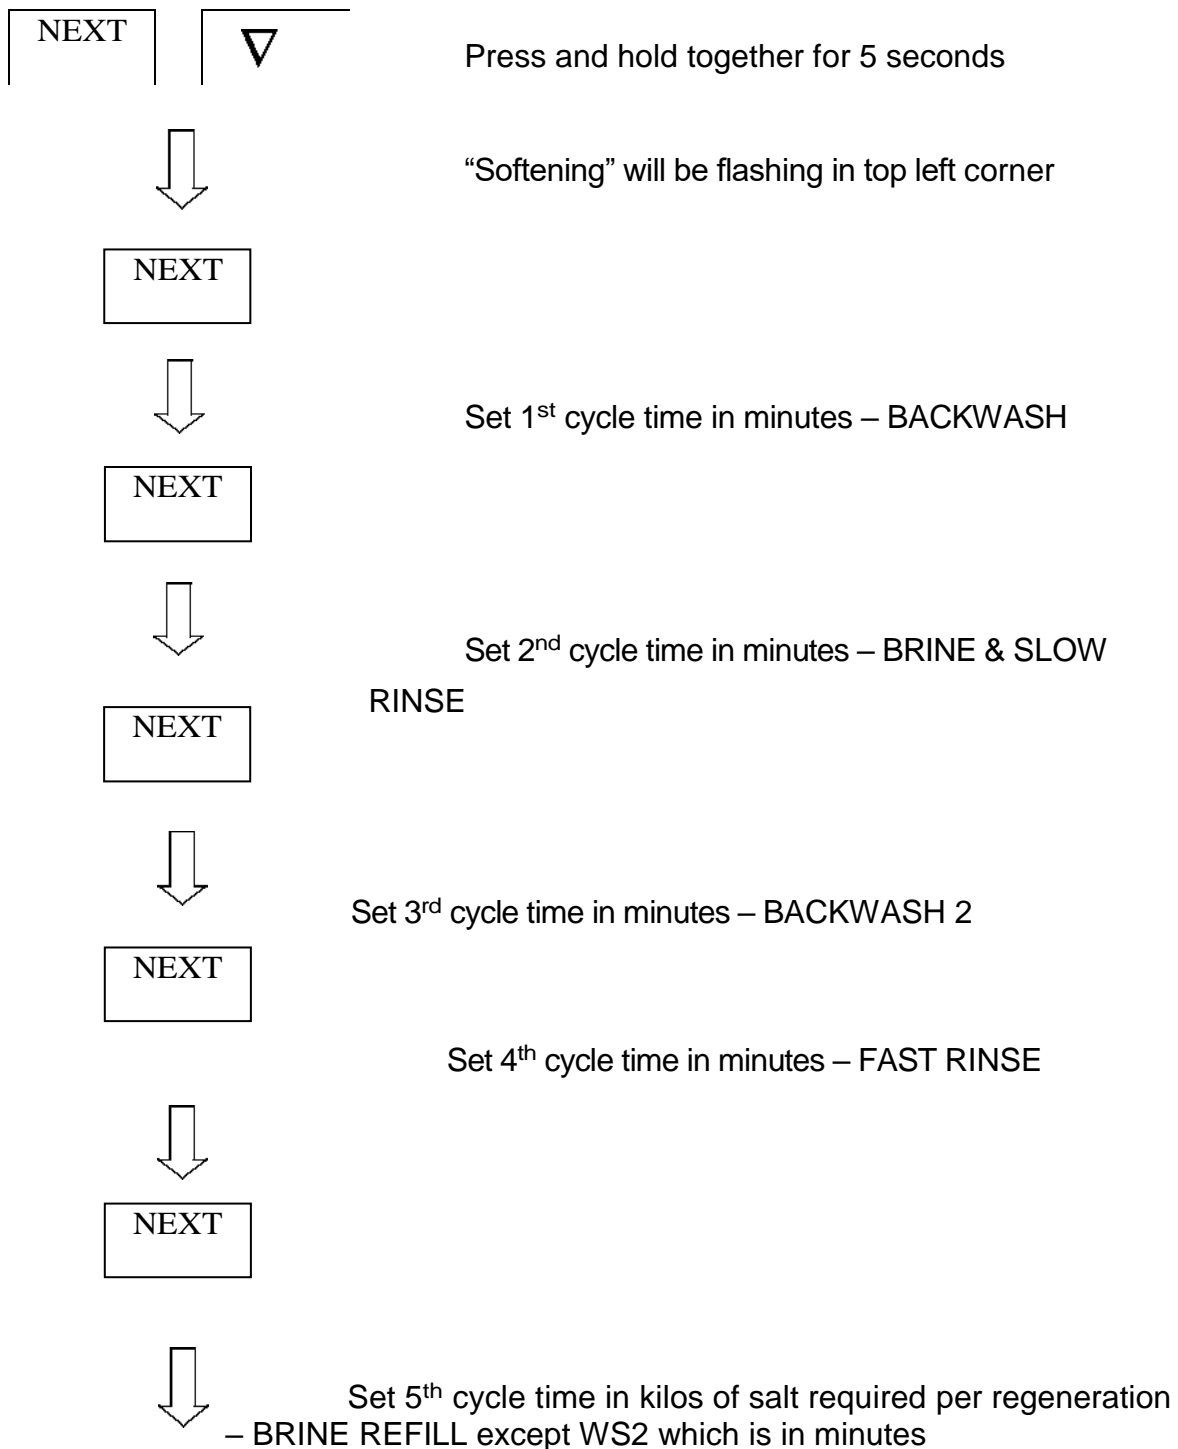 NEXT
Press and hold together for 5 seconds
“Softening” will be flashing in top left corner
NEXT
Set 1st cycle time in minutes – BACKWASH
NEXT
Set 2nd cycle time in minutes – BRINE & SLOW
RINSE
NEXT
Set 3rd cycle time in minutes – BACKWASH 2
NEXT
Set 4th cycle time in minutes – FAST RINSE
NEXT
Set 5th cycle time in kilos of salt required per regeneration
– BRINE REFILL except WS2 which is in minutes